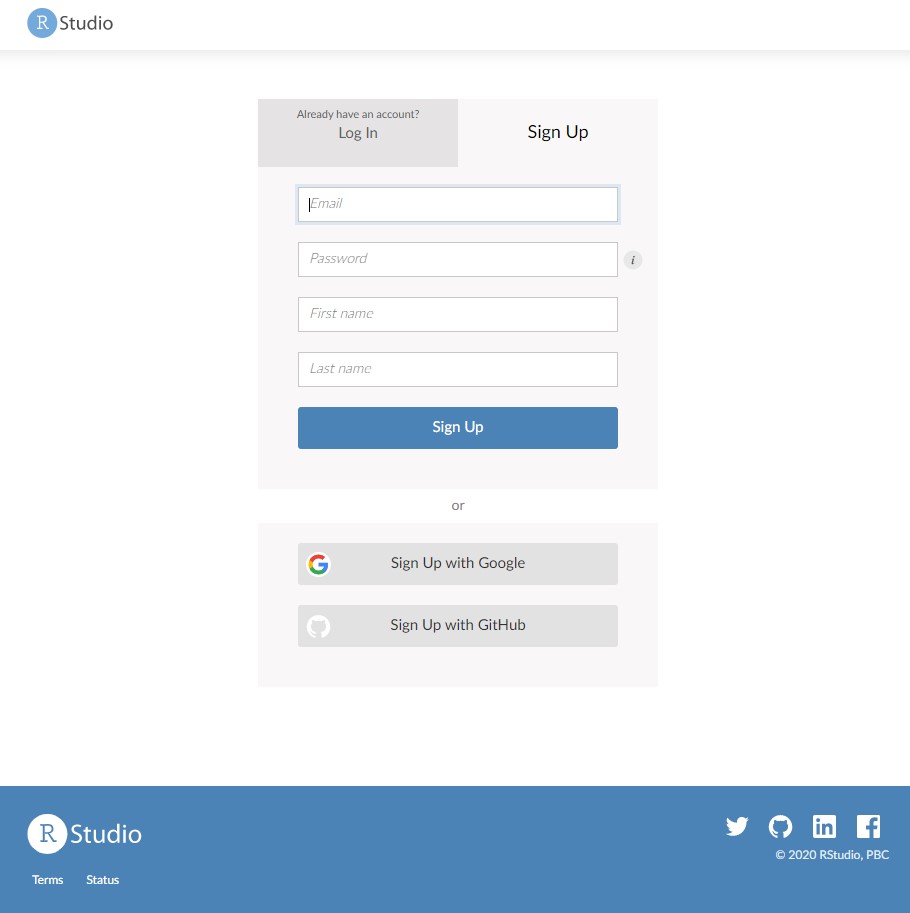 R Studio
Already have an account?
Log In
Sign Up
Email
Password
i
First name
Last name
Sign Up
or
Sign Up with Google
Sign Up with GitHub
R Studio
© 2020 RStudio, PBC
Terms Status